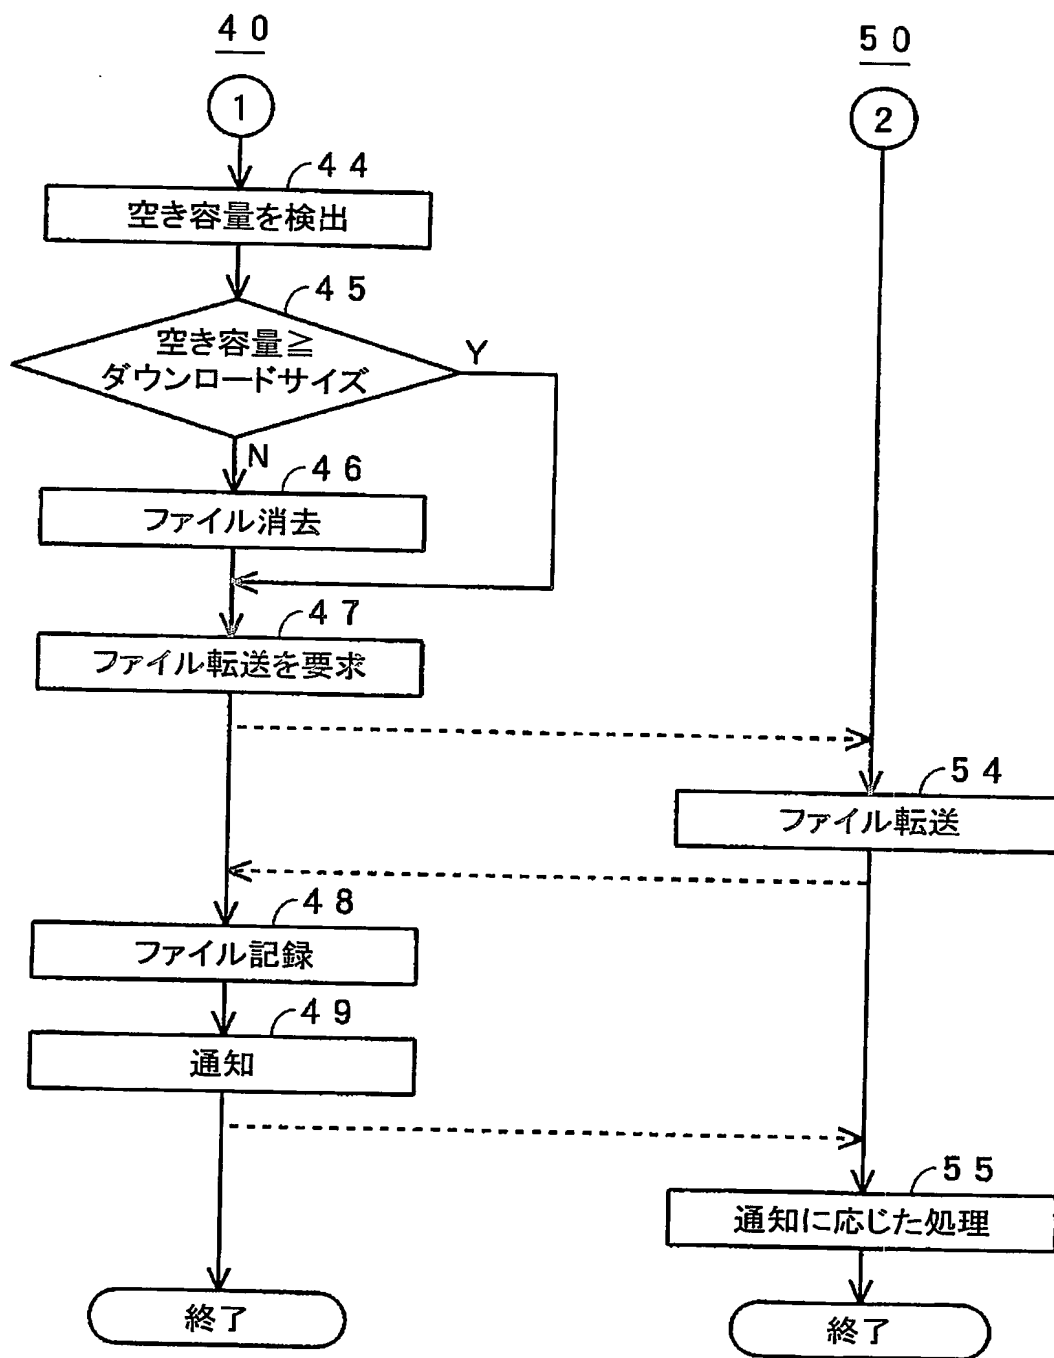 40
1
44
空き容量を検出
45
空き容量≧
ダウンロードサイズ
Y
N
46
ファイル消去
47
ファイル転送を要求
48
ファイル記録
49
通知
終了
50
2
54
ファイル転送
55
通知に応じた処理
終了